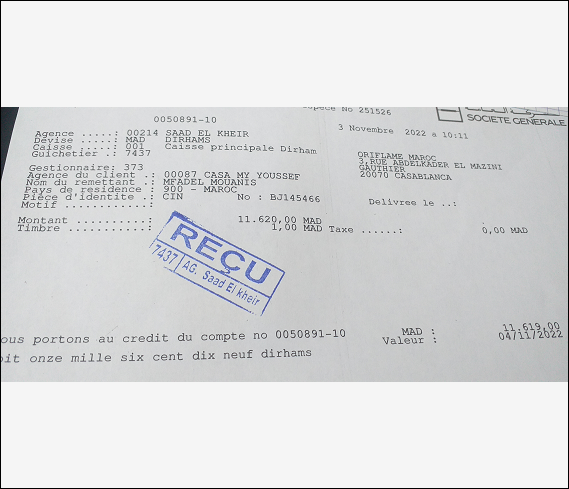 espece No 251526
SOCIETE GENERALE
0050891-10
3 Novembre 2022 a 10:11
Agence .....: 00214 SAAD EL KHEIR
Devise .....: MAD DIRHAMS
Caisse .....: 001 Caisse principale Dirham
Guichetier .: 7437
ORIFLAME MAROC
3,RUE ABDELKADER EL MAZINI
GAUTHIER
20070 CASABLANCA
Gestionnaire: 373
Agence du client .: 00087 CASA MY YOUSSEF
Nom du remettant .: MFADEL MOUANIS
Pays de residence : 900 - MAROC
Pièce d'identite .: CIN No : BJ145466
Delivree le ..:
Motif ............:
Montant ..........: 11.620,00 MAD
Timbre ...........: 1,00 MAD Taxe ......: 0,00 MAD
REÇU
7437 AG. Saad El kheir
ous portons au credit du compte no 0050891-10 MAD : 11.619,00
Valeur : 04/11/2022
oit onze mille six cent dix neuf dirhams